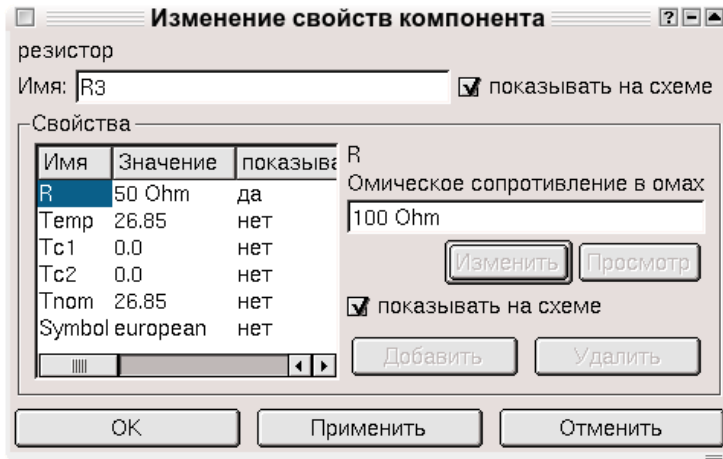 Изменение свойств компонента
резистор
Имя: R3 показывать на схеме
Свойства
Имя Значение показыва
R 50 Ohm да
Temp 26.85 нет
Tc1 0.0 нет
Tc2 0.0 нет
Tnom 26.85 нет
Symbol european нет
R
Омическое сопротивление в омах
100 Ohm
Изменить Просмотр
показывать на схеме
Добавить Удалить
OK Применить Отменить